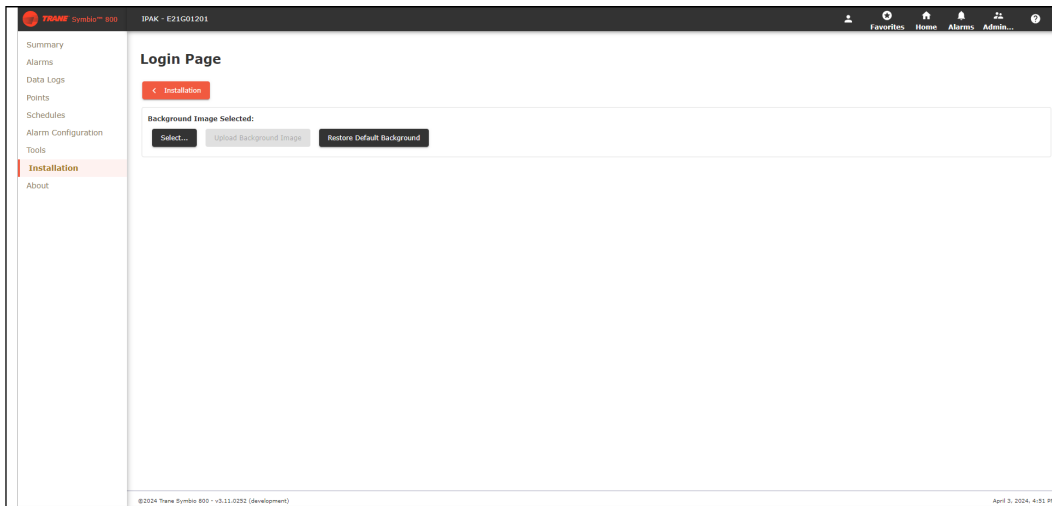 TRANE Symbio™ 800
IPAK - E21G01201
Favorites
Home
Alarms
Admin...
Summary
Alarms
Data Logs
Points
Schedules
Alarm Configuration
Tools
Installation
About
Login Page
< Installation
Background Image Selected:
Select...
Upload Background Image
Restore Default Background
©2024 Trane Symbio 800 - v3.11.0252 (development)
April 3, 2024, 4:51 P